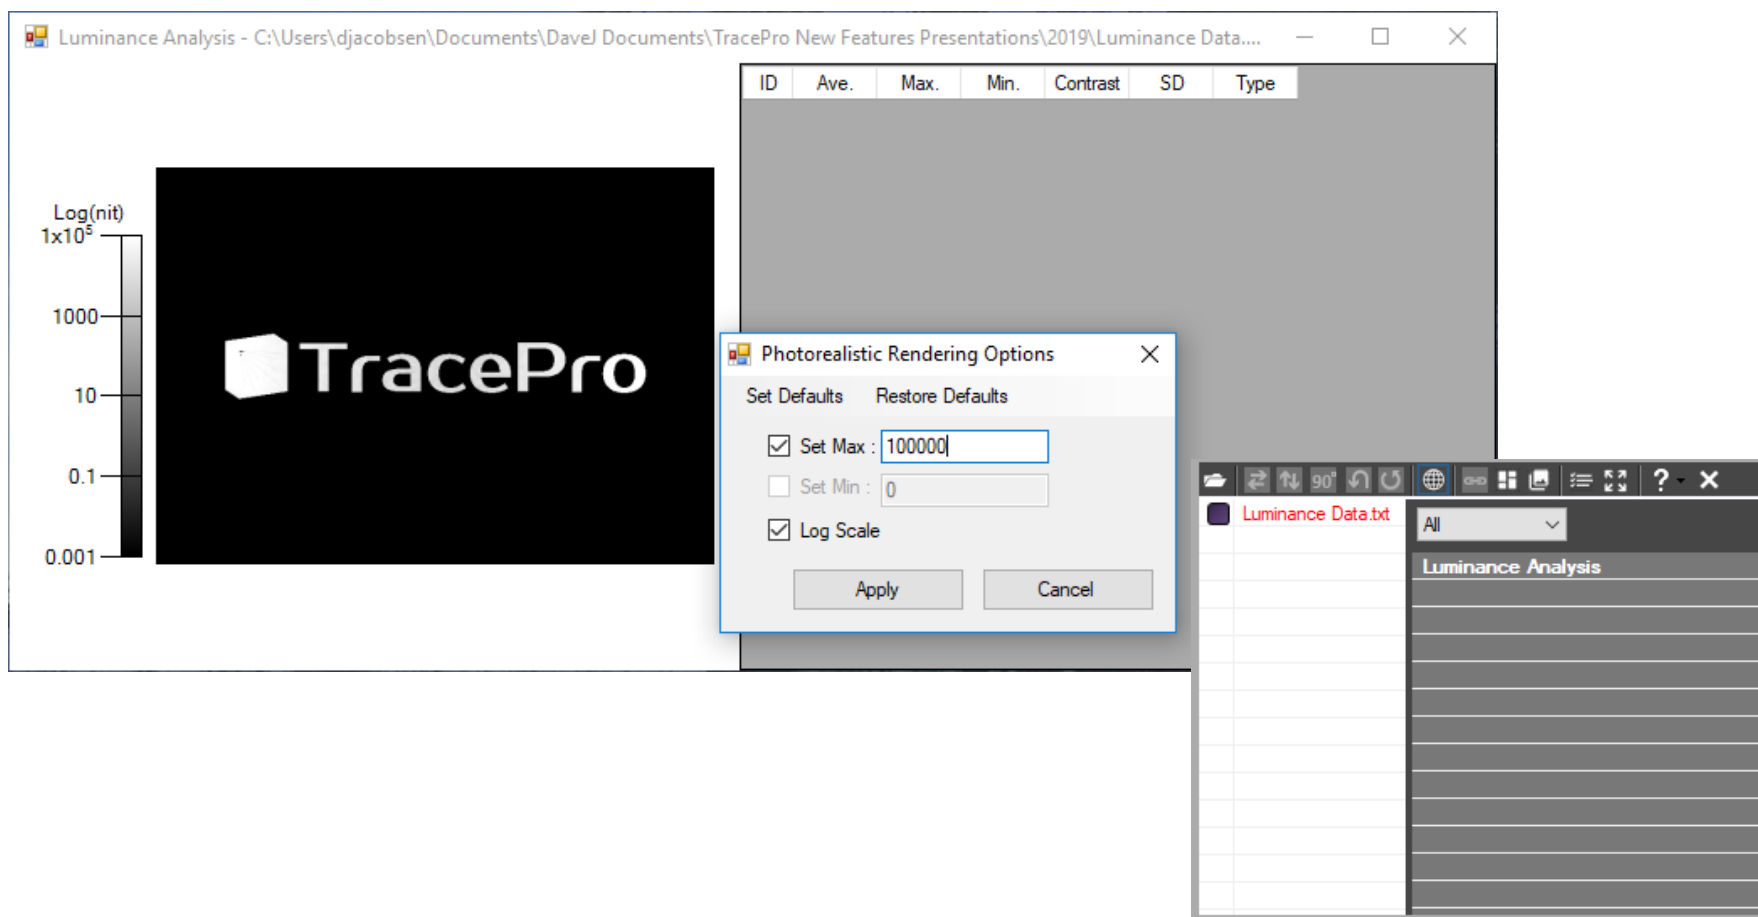 Luminance Analysis - C:\Users\djacobsen\Documents\DaveJ Documents\TracePro New Features Presentations\2019\Luminance Data....
ID Ave. Max. Min. Contrast SD Type
Log(nit)
1x10⁵
1000
10
0.1
0.001
TracePro
Photorealistic Rendering Options
Set Defaults Restore Defaults
Set Max : 100000
Set Min : 0
Log Scale
Apply Cancel
90°
?
Luminance Data.txt
All
Luminance Analysis